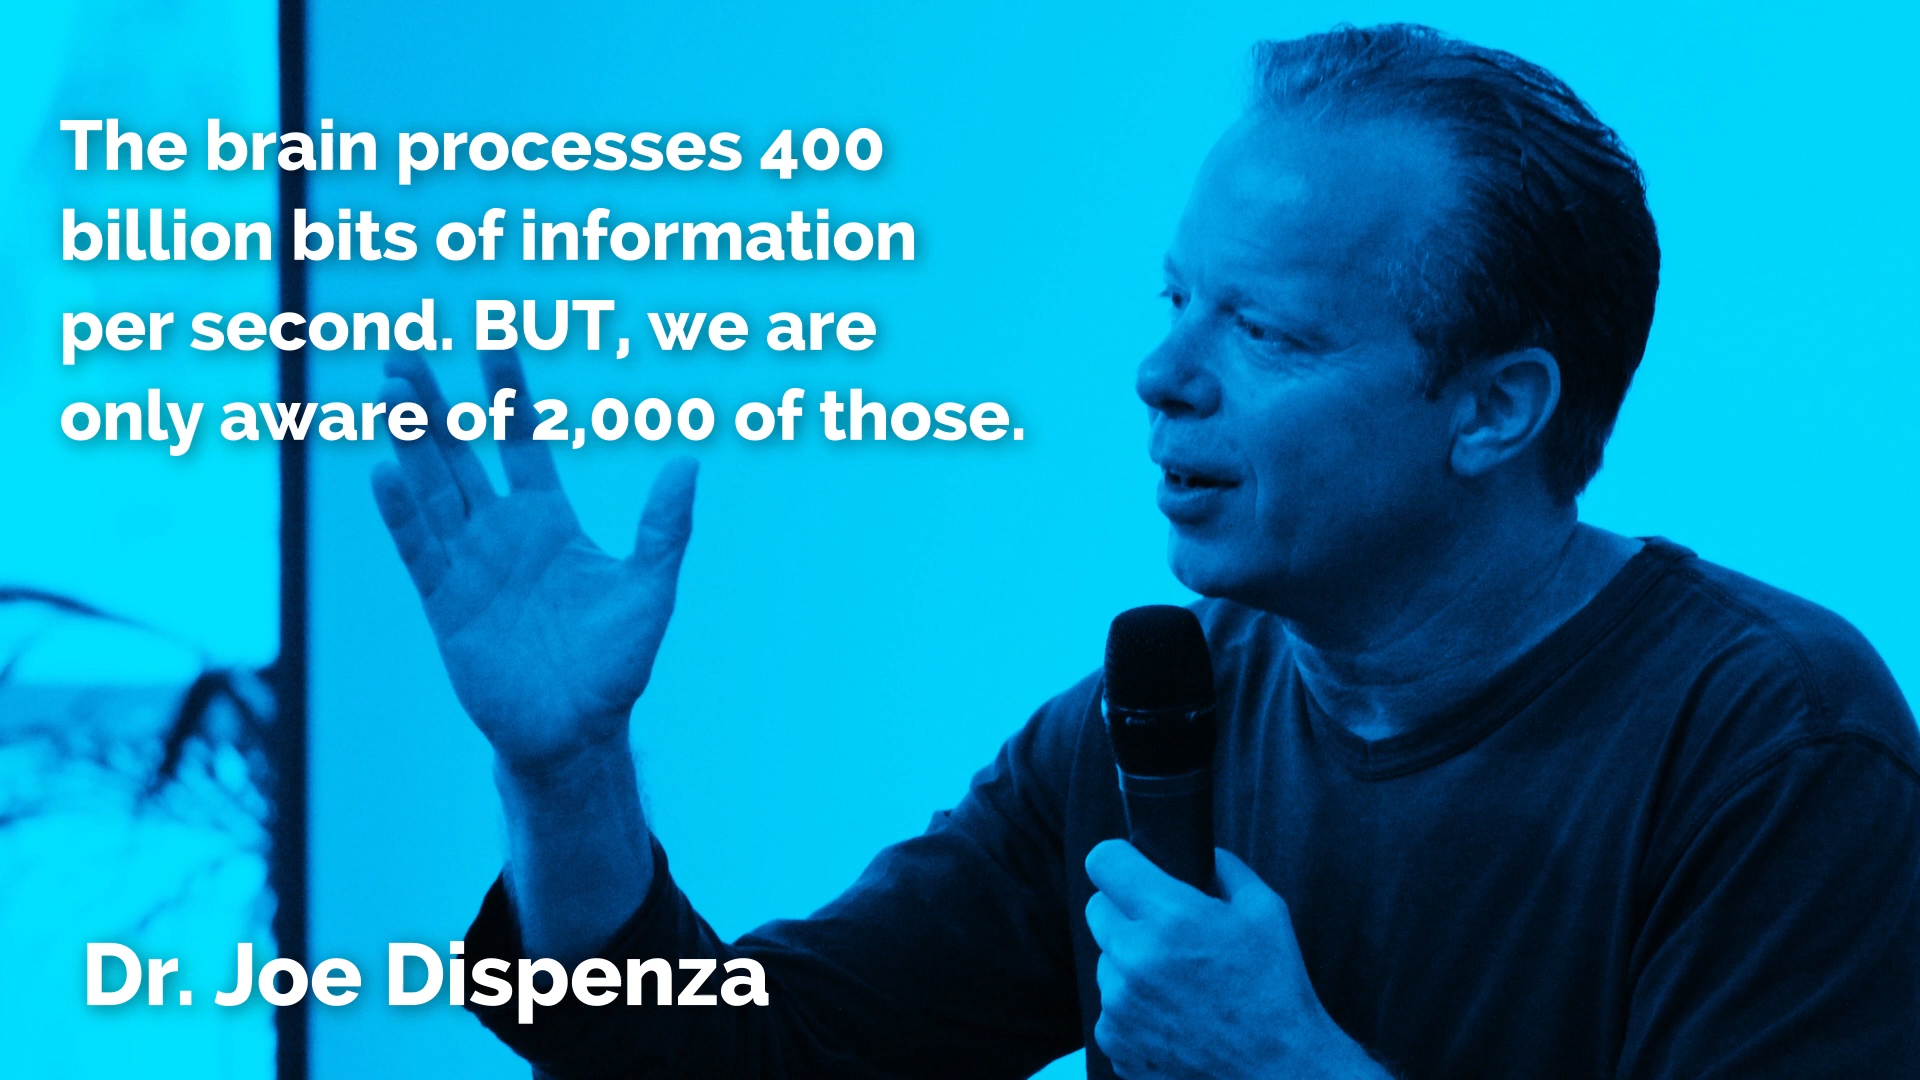 The brain processes 400
billion bits of information
per second. BUT, we are
only aware of 2,000 of those.
Dr. Joe Dispenza